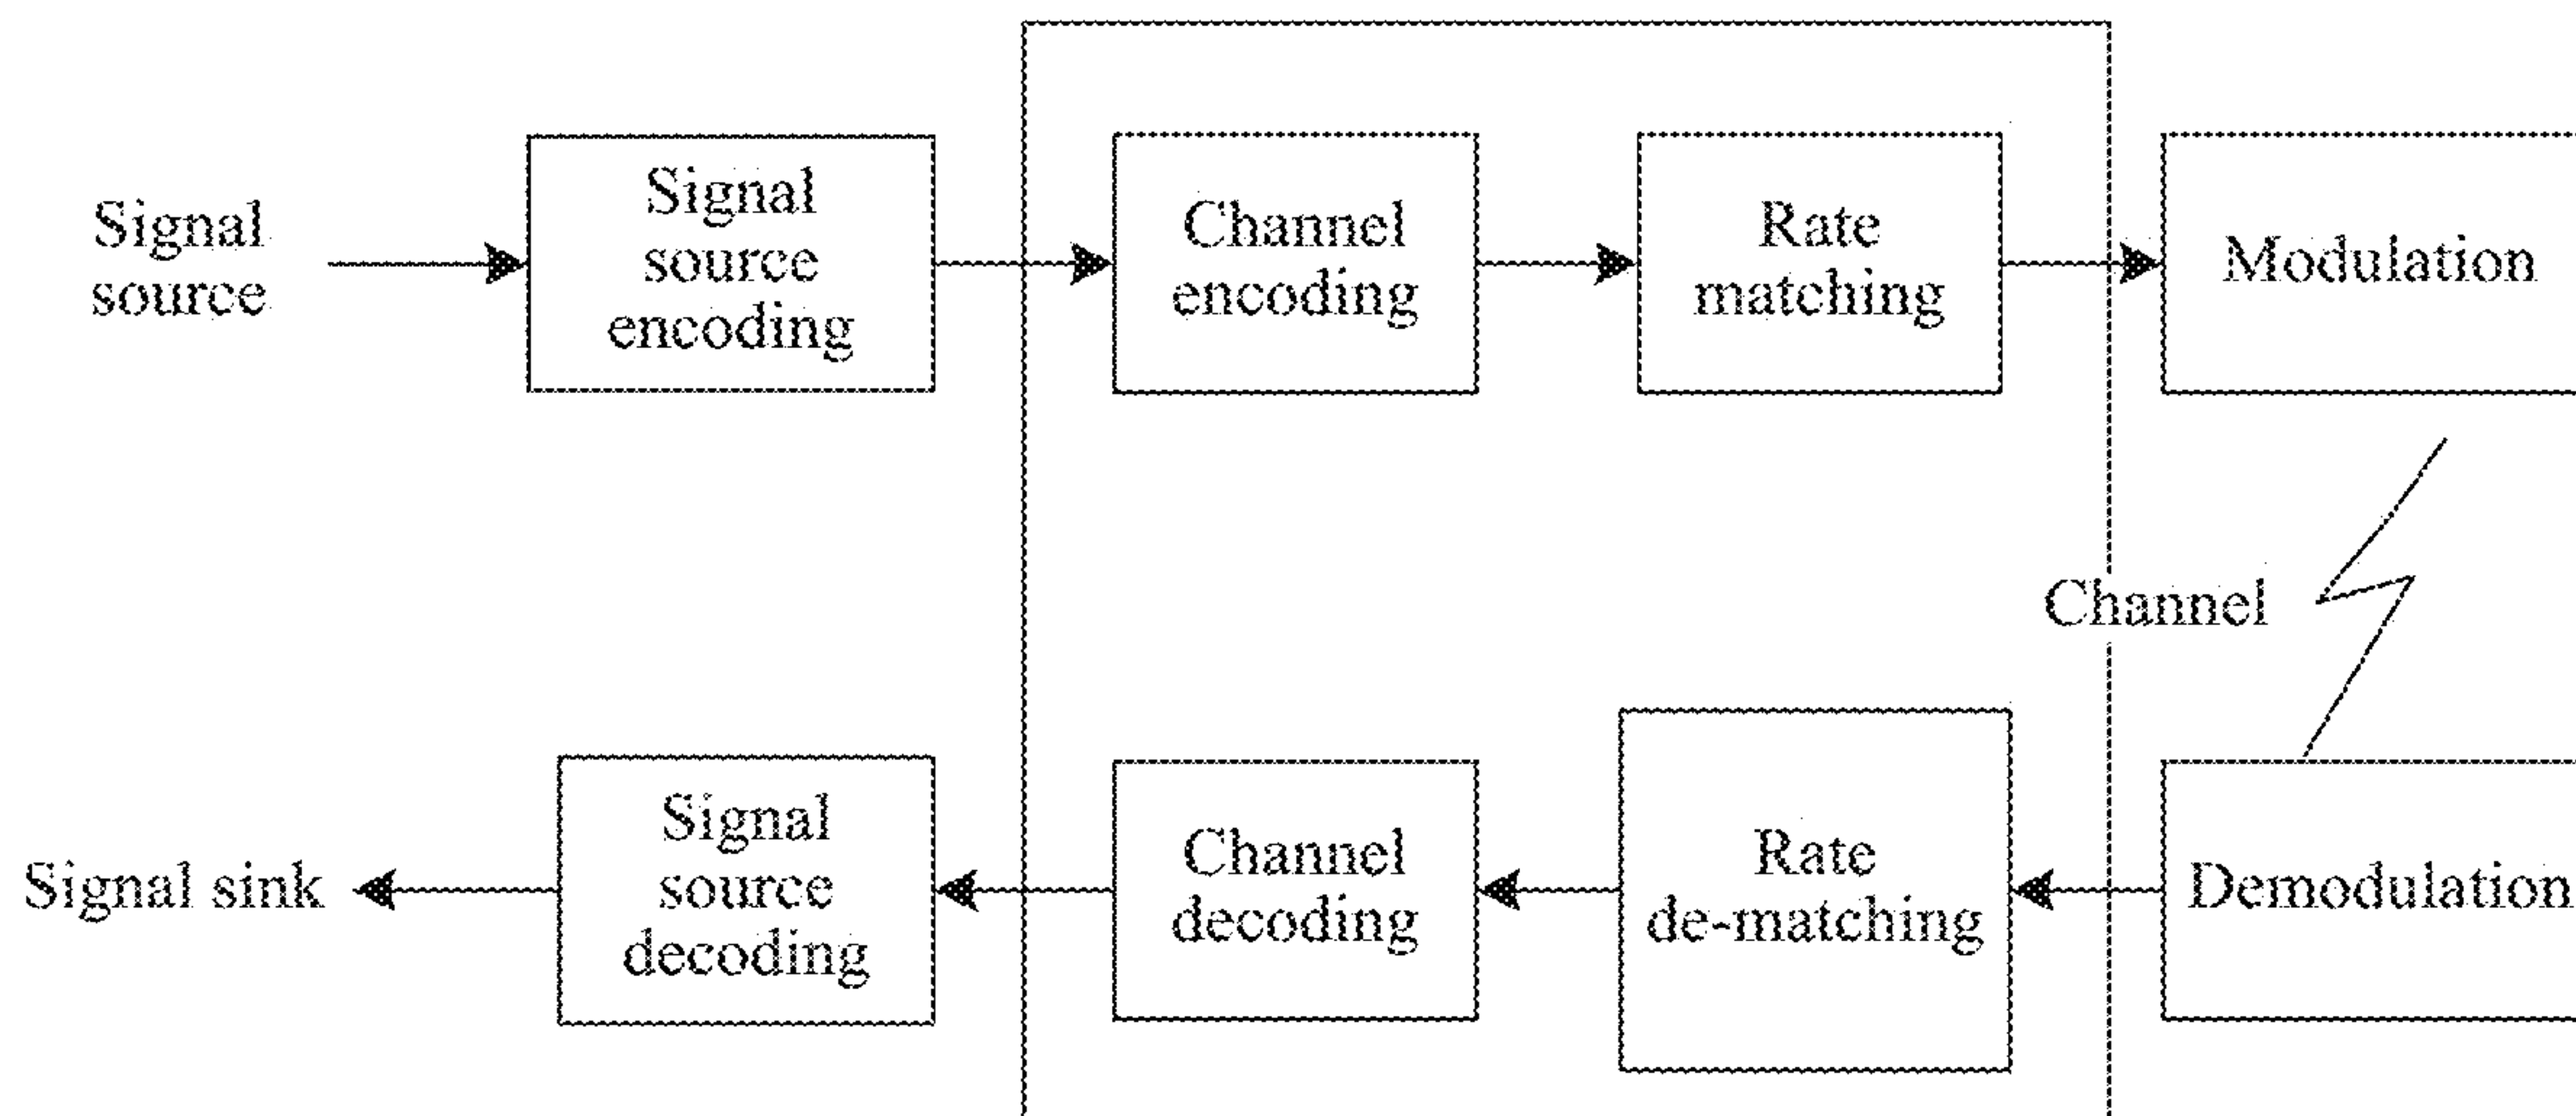 Signal
source
Signal
source
encoding
Channel
encoding
Rate
matching
Modulation
Channel
Signal sink
Signal
source
decoding
Channel
decoding
Rate
de-matching
Demodulation